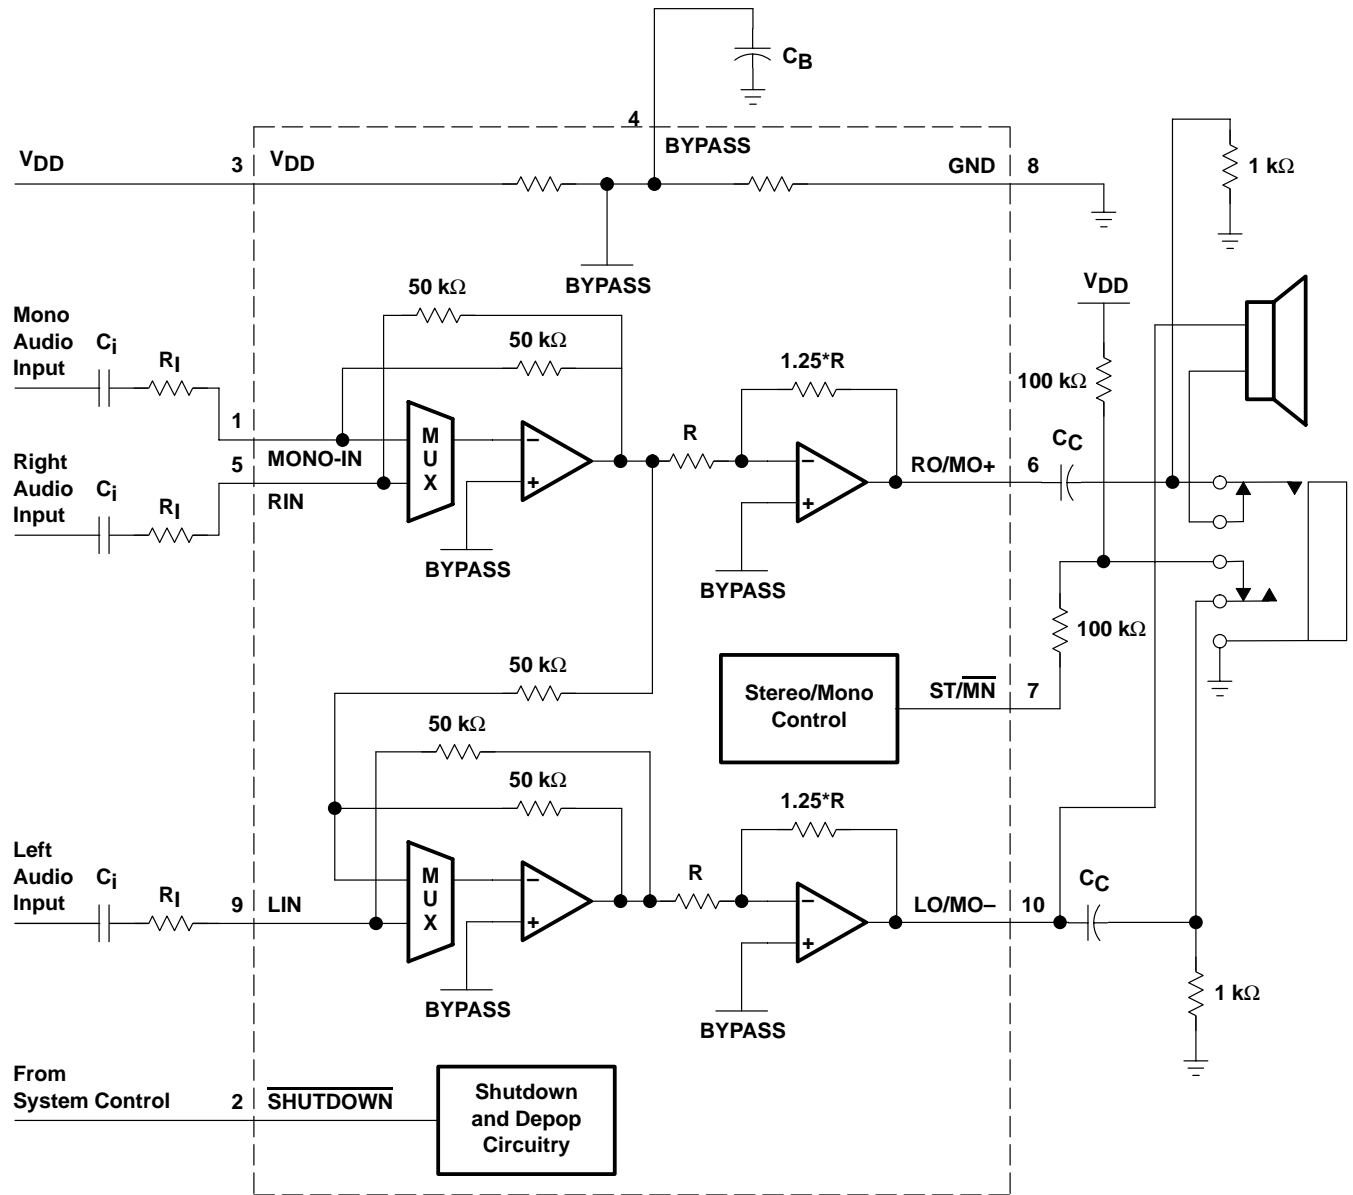 CB
4
BYPASS
VDD
3
VDD
GND
8
1 kΩ
BYPASS
50 kΩ
VDD
Mono
Audio
Input
Ci
RI
50 kΩ
1.25*R
100 kΩ
1
MONO-IN
M
U
X
−
+
R
−
+
RO/MO+
6
CC
Right
Audio
Input
Ci
RI
5
RIN
BYPASS
BYPASS
100 kΩ
50 kΩ
Stereo/Mono
Control
ST/MN
7
50 kΩ
50 kΩ
1.25*R
Left
Audio
Input
Ci
RI
9
LIN
M
U
X
−
+
R
−
+
LO/MO–
10
CC
BYPASS
BYPASS
1 kΩ
From
System Control
2
SHUTDOWN
Shutdown
and Depop
Circuitry